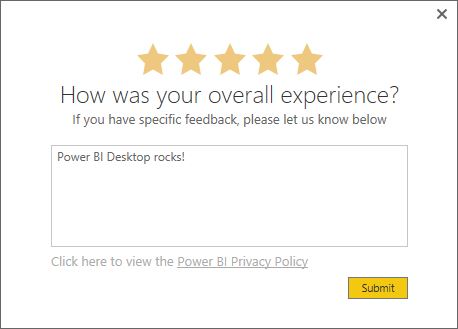 How was your overall experience?
If you have specific feedback, please let us know below
Power BI Desktop rocks!
Click here to view the Power BI Privacy Policy
Submit